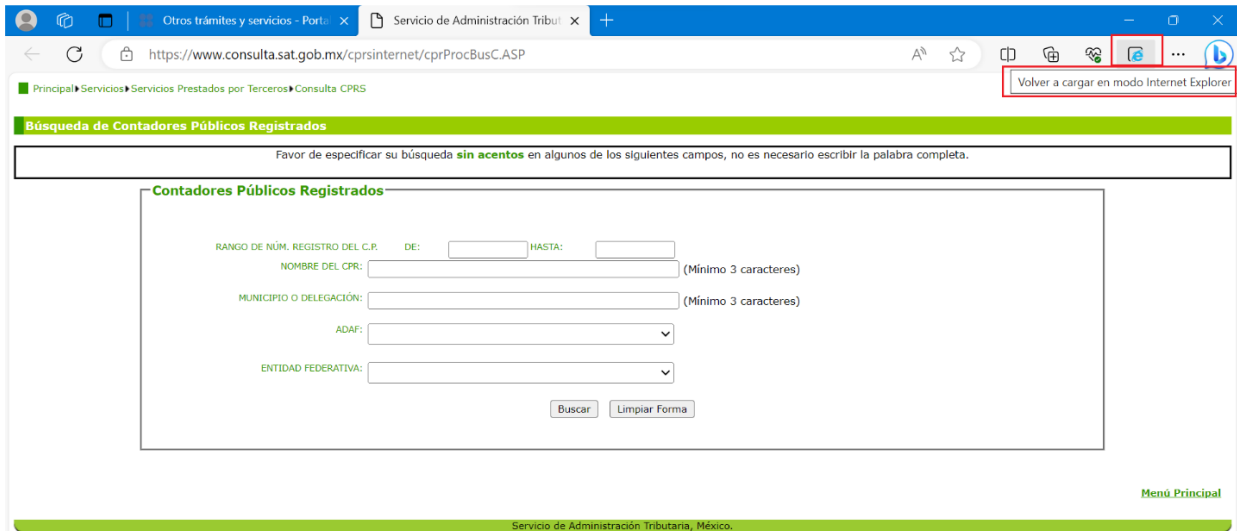 Otros trámites y servicios - Porta
Servicio de Administración Tribut
https://www.consulta.sat.gob.mx/cprsinternet/cprProcBusC.ASP
Volver a cargar en modo Internet Explorer
Principal Servicios Servicios Prestados por Terceros Consulta CPRS
Búsqueda de Contadores Públicos Registrados
Favor de especificar su búsqueda sin acentos en algunos de los siguientes campos, no es necesario escribir la palabra completa.
Contadores Públicos Registrados
RANGO DE NÚM. REGISTRO DEL C.P. DE: HASTA:
NOMBRE DEL CPR: (Mínimo 3 caracteres)
MUNICIPIO O DELEGACIÓN: (Mínimo 3 caracteres)
ADAF:
ENTIDAD FEDERATIVA:
Buscar Limpiar Forma
Menú Principal
Servicio de Administración Tributaria, México.